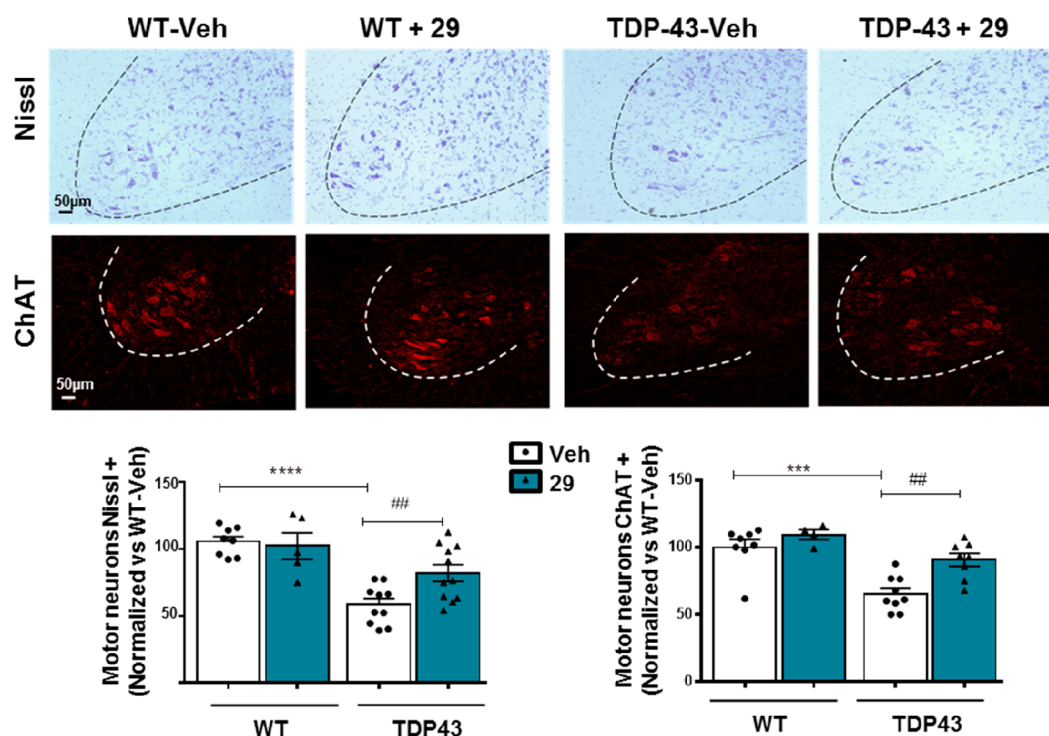 WT-Veh WT + 29 TDP-43-Veh TDP-43 + 29
Nissl
50µm
ChAT
50µm
Veh
29
Motor neurons Nissl +
(Normalized vs WT-Veh)
150
100
50
****
##
WT TDP43
Motor neurons ChAT +
(Normalized vs WT-Veh)
150
100
50
0
***
##
WT TDP43